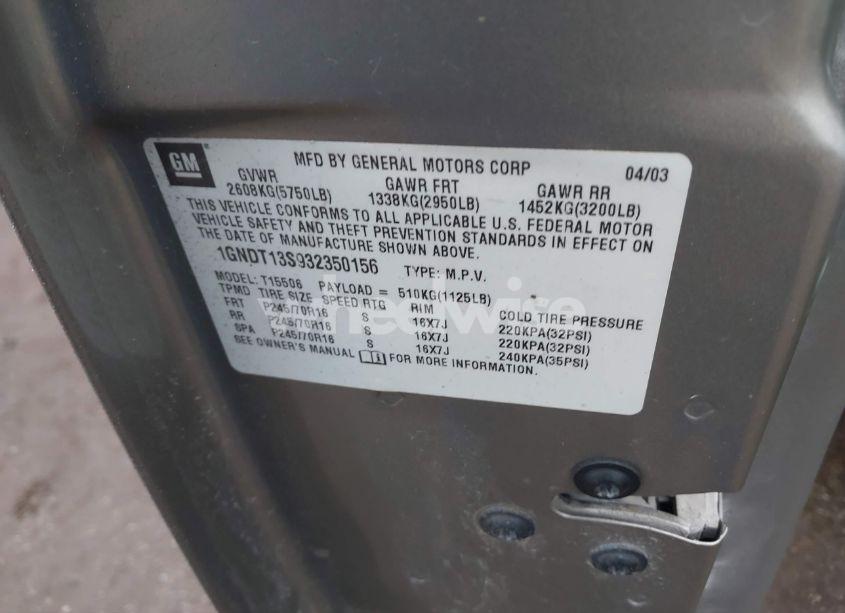 GM
MFD BY GENERAL MOTORS CORP 04/03
GVWR GAWR FRT GAWR RR
2608KG(5750LB) 1338KG(2950LB) 1452KG(3200LB)
THIS VEHICLE CONFORMS TO ALL APPLICABLE U.S. FEDERAL MOTOR
VEHICLE SAFETY AND THEFT PREVENTION STANDARDS IN EFFECT ON
THE DATE OF MANUFACTURE SHOWN ABOVE.
1GNDT13S932350156 TYPE: M.P.V.
MODEL: T15506 PAYLOAD = 510KG(1125LB)
TPMD TIRE SIZE SPEED RTG RIM COLD TIRE PRESSURE
FRT P245/70R16 S 16X7J 220KPA(32PSI)
RR P245/70R16 S 16X7J 220KPA(32PSI)
SPA P245/70R16 S 16X7J 240KPA(35PSI)
SEE OWNER'S MANUAL FOR MORE INFORMATION.